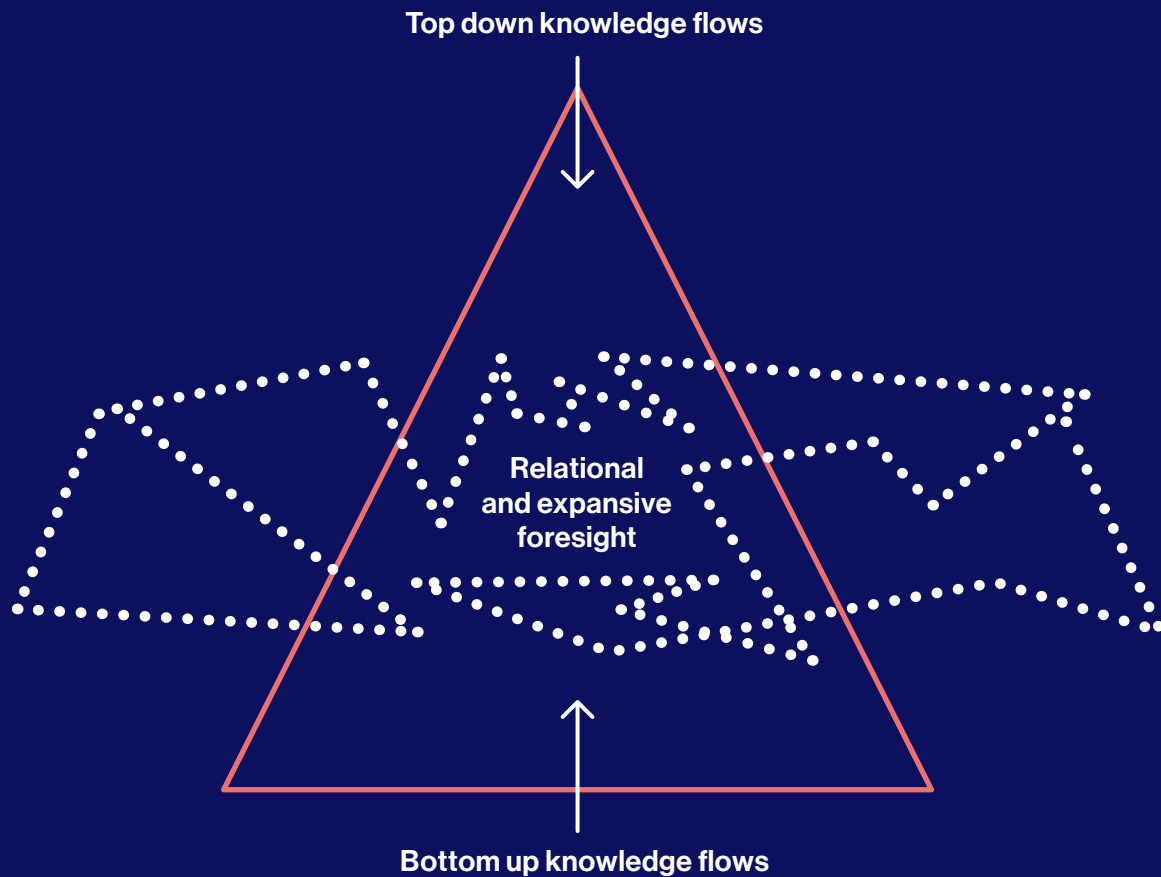 Top down knowledge flows
Relational
and expansive
foresight
Bottom up knowledge flows